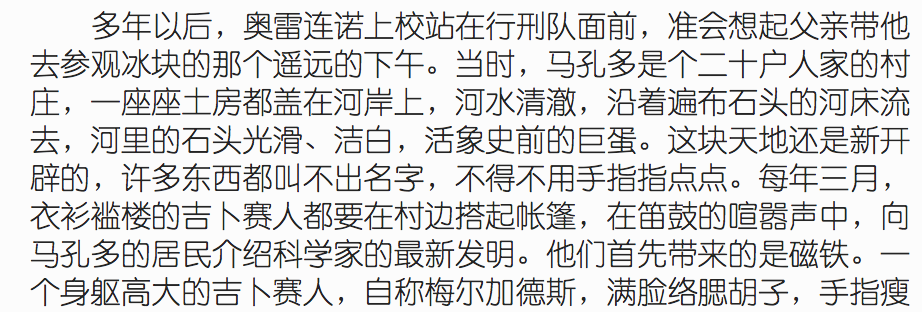 多年以后，奥雷连诺上校站在行刑队面前，准会想起父亲带他
去参观冰块的那个遥远的下午。当时，马孔多是个二十户人家的村
庄，一座座土房都盖在河岸上，河水清澈，沿着遍布石头的河床流
去，河里的石头光滑、洁白，活象史前的巨蛋。这块天地还是新开
辟的，许多东西都叫不出名字，不得不用手指指点点。每年三月，
衣衫褴楼的吉卜赛人都要在村边搭起帐篷，在笛鼓的喧嚣声中，向
马孔多的居民介绍科学家的最新发明。他们首先带来的是磁铁。一
个身躯高大的吉卜赛人，自称梅尔加德斯，满脸络腮胡子，手指瘦